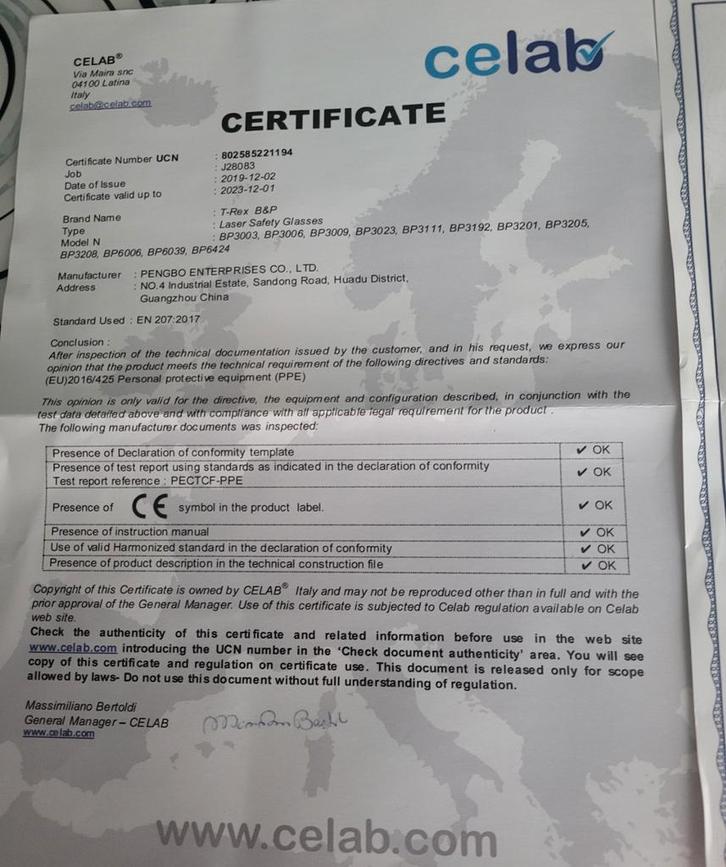 CELAB®
Via Maira snc
04100 Latina
Italy
celab@celab.com
celab
CERTIFICATE
Certificate Number UCN : 802585221194
Job : J28083
Date of Issue : 2019-12-02
Certificate valid up to : 2023-12-01
Brand Name : T-Rex B&P
Type : Laser Safety Glasses
Model N : BP3003, BP3006, BP3009, BP3023, BP3111, BP3192, BP3201, BP3205,
BP3208, BP6006, BP6039, BP6424
Manufacturer : PENGBO ENTERPRISES CO., LTD.
Address : NO.4 Industrial Estate, Sandong Road, Huadu District,
Guangzhou China
Standard Used : EN 207:2017
Conclusion :
After inspection of the technical documentation issued by the customer, and in his request, we express our
opinion that the product meets the technical requirement of the following directives and standards:
(EU)2016/425 Personal protective equipment (PPE)
This opinion is only valid for the directive, the equipment and configuration described, in conjunction with the
test data detailed above and with compliance with all applicable legal requirement for the product .
The following manufacturer documents was inspected:
Presence of Declaration of conformity template ✔ OK
Presence of test report using standards as indicated in the declaration of conformity
Test report reference : PECTCF-PPE ✔ OK
Presence of CE symbol in the product label. ✔ OK
Presence of instruction manual ✔ OK
Use of valid Harmonized standard in the declaration of conformity ✔ OK
Presence of product description in the technical construction file ✔ OK
Copyright of this Certificate is owned by CELAB® Italy and may not be reproduced other than in full and with the
prior approval of the General Manager. Use of this certificate is subjected to Celab regulation available on Celab
web site.
Check the authenticity of this certificate and related information before use in the web site
www.celab.com introducing the UCN number in the ‘Check document authenticity’ area. You will see
copy of this certificate and regulation on certificate use. This document is released only for scope
allowed by laws- Do not use this document without full understanding of regulation.
Massimiliano Bertoldi
General Manager – CELAB
www.celab.com
www.celab.com